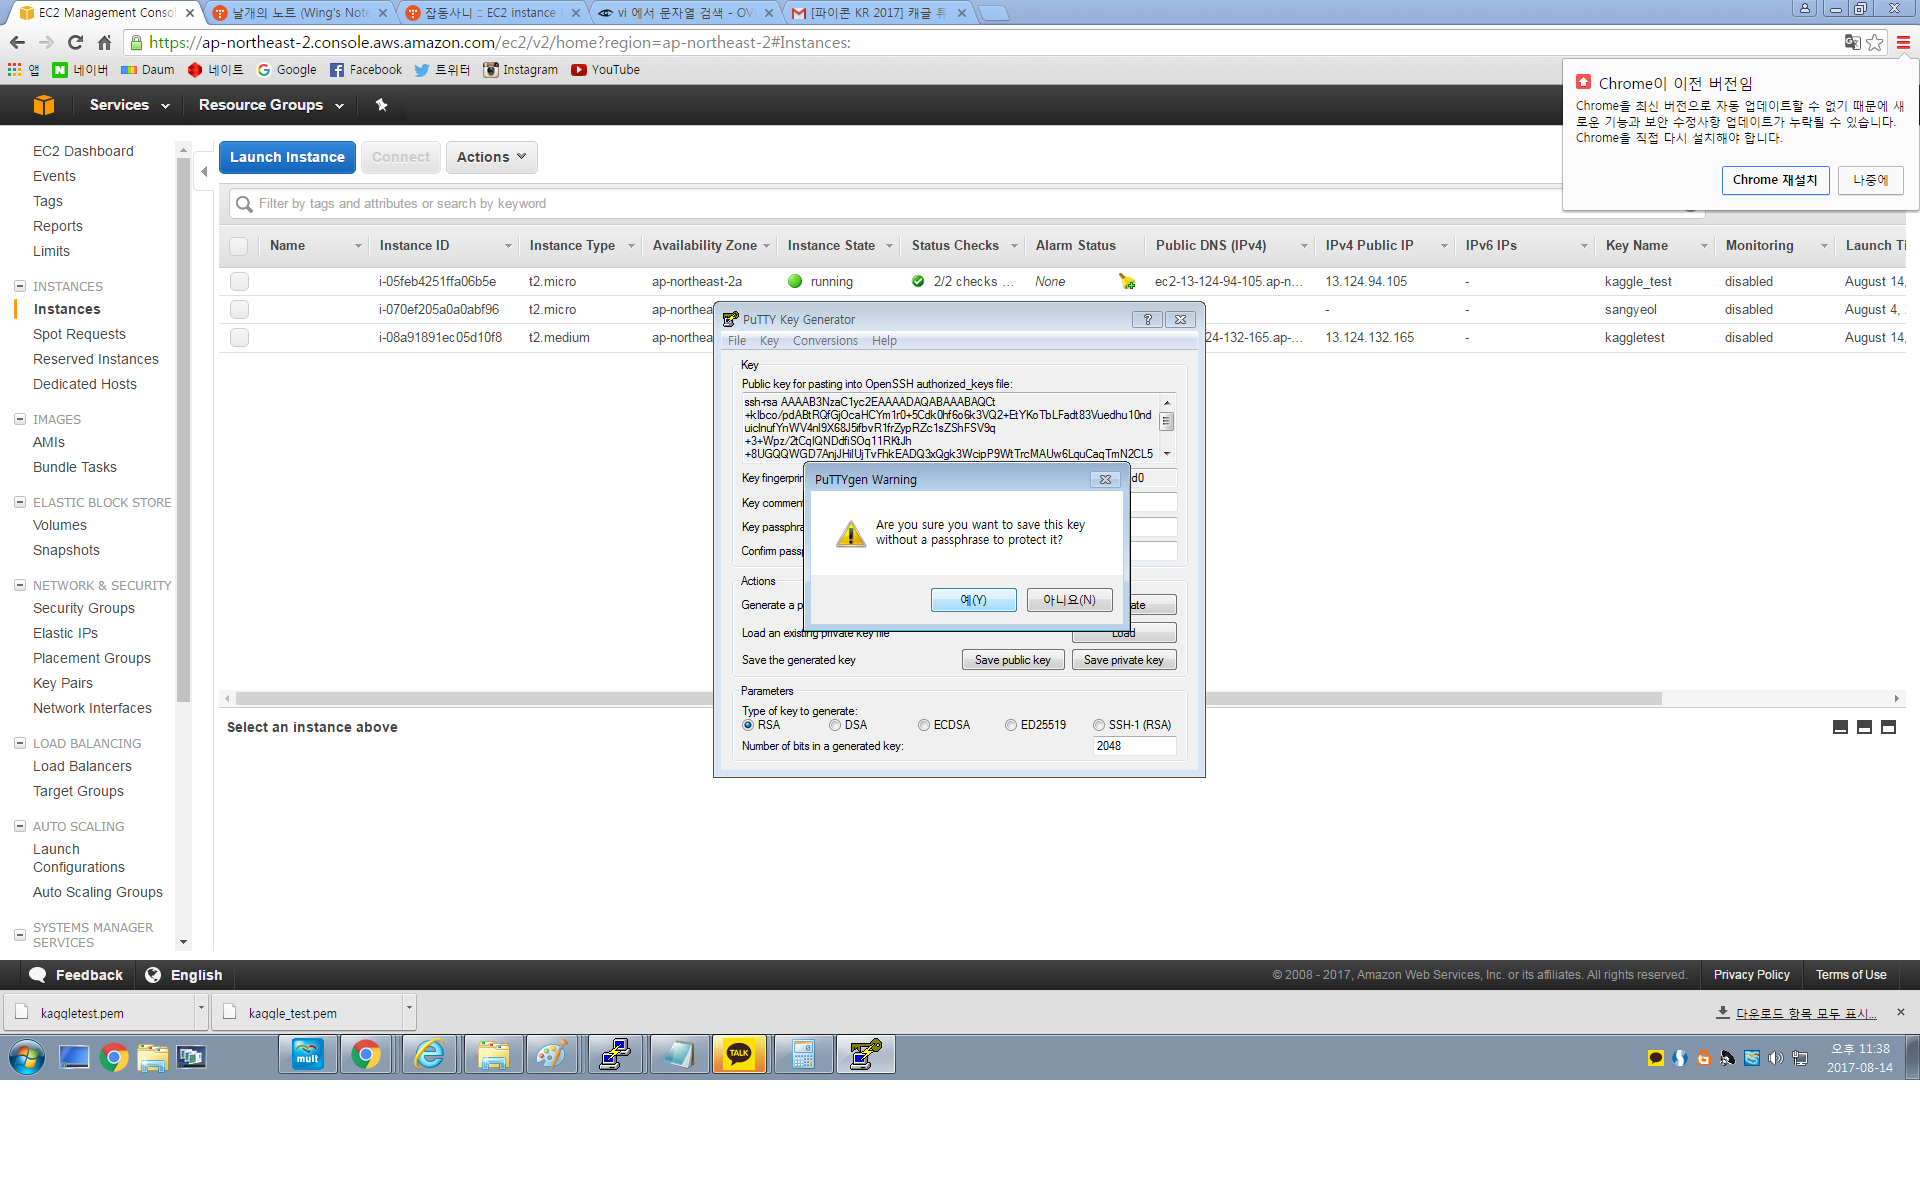 EC2 Management Consol
날개의 노트 (Wing's Note
잡동사니 :: EC2 instance
vi 에서 문자열 검색 - OV
[파이콘 KR 2017] 캐글 튜
https://ap-northeast-2.console.aws.amazon.com/ec2/v2/home?region=ap-northeast-2#Instances:
앱 네이버 Daum 네이트 Google Facebook 트위터 Instagram YouTube
Chrome이 이전 버전임
Chrome을 최신 버전으로 자동 업데이트할 수 없기 때문에 새
로운 기능과 보안 수정사항 업데이트가 누락될 수 있습니다.
Chrome을 직접 다시 설치해야 합니다.
Chrome 재설치 나중에
Services Resource Groups
EC2 Dashboard
Events
Tags
Reports
Limits
INSTANCES
Instances
Spot Requests
Reserved Instances
Dedicated Hosts
IMAGES
AMIs
Bundle Tasks
ELASTIC BLOCK STORE
Volumes
Snapshots
NETWORK & SECURITY
Security Groups
Elastic IPs
Placement Groups
Key Pairs
Network Interfaces
LOAD BALANCING
Load Balancers
Target Groups
AUTO SCALING
Launch
Configurations
Auto Scaling Groups
SYSTEMS MANAGER
SERVICES
Launch Instance Connect Actions
Filter by tags and attributes or search by keyword
Name Instance ID Instance Type Availability Zone Instance State Status Checks Alarm Status Public DNS (IPv4) IPv4 Public IP IPv6 IPs Key Name Monitoring Launch Ti
i-05feb4251ffa06b5e t2.micro ap-northeast-2a running 2/2 checks ... None ec2-13-124-94-105.ap-n... 13.124.94.105 - kaggle_test disabled August 14,
i-070ef205a0a0abf96 t2.micro ap-northea - - sangyeol disabled August 4,
i-08a91891ec05d10f8 t2.medium ap-northea 24-132-165.ap-... 13.124.132.165 - kaggletest disabled August 14,
PuTTY Key Generator
File Key Conversions Help
Key
Public key for pasting into OpenSSH authorized_keys file:
ssh-rsa AAAAB3NzaC1yc2EAAAADAQABAAABAQCt
+3+Wpz/2tCqIQNDdfiSOq11RKtJh
Key fingerprin d0
Key commen
Key passphra
Confirm passp
PuTTYgen Warning
Are you sure you want to save this key
without a passphrase to protect it?
예(Y) 아니요(N)
Actions
Generate a p ate
Load an existing private key file Load
Save the generated key Save public key Save private key
Parameters
Type of key to generate:
RSA DSA ECDSA ED25519 SSH-1 (RSA)
Number of bits in a generated key: 2048
Select an instance above
Feedback English
© 2008 - 2017, Amazon Web Services, Inc. or its affiliates. All rights reserved. Privacy Policy Terms of Use
kaggletest.pem kaggle_test.pem
다운로드 항목 모두 표시...
mult
TALK
오후 11:38
2017-08-14